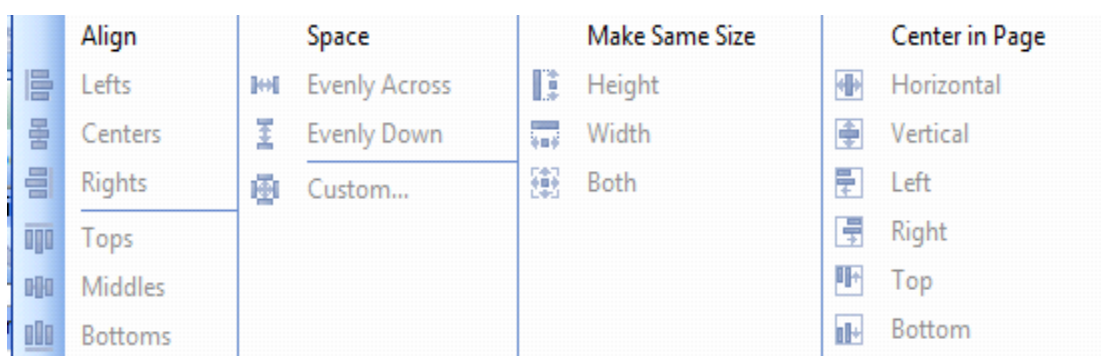 Align
Lefts
Centers
Rights
Tops
Middles
Bottoms
Space
Evenly Across
Evenly Down
Custom...
Make Same Size
Height
Width
Both
Center in Page
Horizontal
Vertical
Left
Right
Top
Bottom